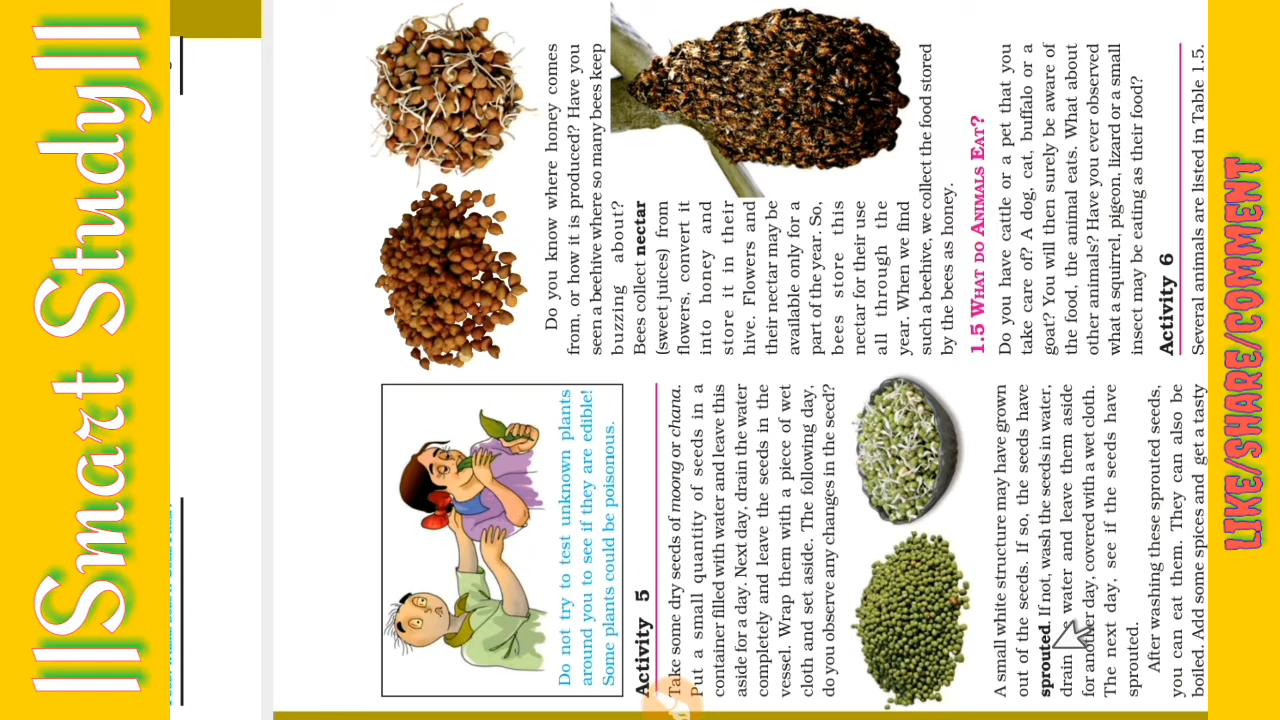 ||Smart Study||
Do not try to test unknown plants
around you to see if they are edible!
Some plants could be poisonous.
Activity 5
Take some dry seeds of moong or chana.
Put a small quantity of seeds in a
container filled with water and leave this
aside for a day. Next day, drain the water
completely and leave the seeds in the
vessel. Wrap them with a piece of wet
cloth and set aside. The following day,
do you observe any changes in the seed?
A small white structure may have grown
out of the seeds. If so, the seeds have
sprouted. If not, wash the seeds in water,
drain water and leave them aside
for another day, covered with a wet cloth.
The next day, see if the seeds have
sprouted.
After washing these sprouted seeds,
you can eat them. They can also be
boiled. Add some spices and get a tasty
Do you know where honey comes
from, or how it is produced? Have you
seen a beehive where so many bees keep
buzzing about?
Bees collect nectar
(sweet juices) from
flowers, convert it
into honey and
store it in their
hive. Flowers and
their nectar may be
available only for a
part of the year. So,
bees store this
nectar for their use
all through the
year. When we find
such a beehive, we collect the food stored
by the bees as honey.
1.5 WHAT DO ANIMALS EAT?
Do you have cattle or a pet that you
take care of? A dog, cat, buffalo or a
goat? You will then surely be aware of
the food, the animal eats. What about
other animals? Have you ever observed
what a squirrel, pigeon, lizard or a small
insect may be eating as their food?
Activity 6
Several animals are listed in Table 1.5.
LIKE/SHARE/COMMENT